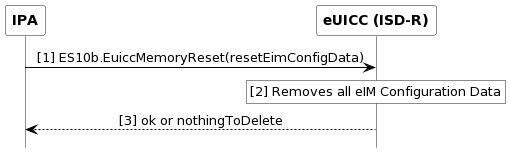 IPA
eUICC (ISD-R)
[1] ES10b.EuiccMemoryReset(resetEimConfigData)
[2] Removes all eIM Configuration Data
[3] ok or nothingToDelete